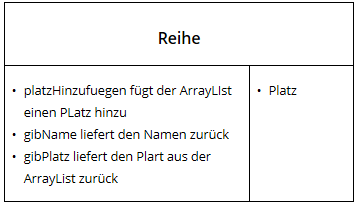 Reihe
• platzHinzufuegen fügt der ArrayLIst
einen PLatz hinzu
• gibName liefert den Namen zurück
• gibPlatz liefert den Plart aus der
ArrayList zurück
• Platz